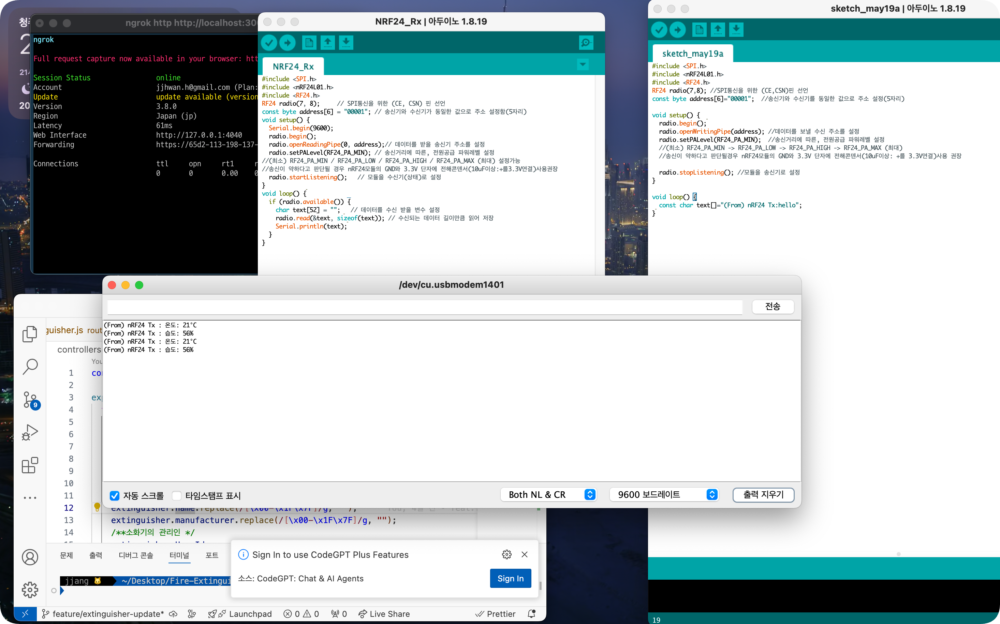 청주
21시
20
ngrok http http://localhost:30
ngrok
Full request capture now available in your browser: htt
Session Status online
Account jjhwan.h@gmail.com (Plan:
Update update available (version
Version 3.8.0
Region Japan (jp)
Latency 61ms
Web Interface http://127.0.0.1:4040
Forwarding https://65d2-113-198-137-
Connections ttl opn rt1 r
0 0 0.00 0
NRF24_Rx | 아두이노 1.8.19
NRF24_Rx
#include <SPI.h>
#include <nRF24L01.h>
#include <RF24.h>
RF24 radio(7, 8); // SPI통신을 위한 (CE, CSN) 핀 선언
const byte address[6] = "00001"; // 송신기와 수신기가 동일한 값으로 주소 설정함(5자리)
void setup() {
Serial.begin(9600);
radio.begin();
radio.openReadingPipe(0, address);// 데이터를 받을 송신기 주소를 설정
radio.setPALevel(RF24_PA_MIN); // 송신거리에 따른, 전원공급 파워레벨 설정
//(최소) RF24_PA_MIN / RF24_PA_LOW / RF24_PA_HIGH / RF24_PA_MAX (최대) 설정가능
//송신이 약하다고 판단될 경우 nRF24모듈의 GND와 3.3V 단자에 전해콘덴서(10uF이상:+를3.3V연결)사용권장
radio.startListening(); // 모듈을 수신기(상태)로 설정
}
void loop() {
if (radio.available()) {
char text[52] = ""; // 데이터를 수신 받을 변수 설정
radio.read(&text, sizeof(text)); // 수신되는 데이터 길이만큼 읽어 저장
Serial.println(text);
}
}
sketch_may19a | 아두이노 1.8.19
sketch_may19a
#include <SPI.h>
#include <nRF24L01.h>
#include <RF24.h>
RF24 radio(7,8); //SPI통신을 위한 (CE,CSN)핀 선언
const byte address[6]="00001"; //송신기와 수신기를 동일한 값으로 주소 설정(5자리)
void setup() {
radio.begin();
radio.openWritingPipe(address); //데이터를 보낼 수신 주소를 설정
radio.setPALevel(RF24_PA_MIN); //송신거리에 따른, 전원공급 파워레벨 설정
//(최소) RF24_PA_MIN -> RF24_PA_LOW -> RF24_PA_HIGH -> RF24_PA_MAX (최대)
//송신이 약하다고 판단될경우 nRF24모듈의 GND와 3.3V 단자에 전해콘덴서(10uF이상: +를 3.3V연결)사용 권장
radio.stopListening(); //모듈을 송신기로 설정
}
void loop() {
const char text[]="(From) nRF24 Tx:hello";
}
19
/dev/cu.usbmodem1401
전송
(From) nRF24 Tx : 온도: 21°C
(From) nRF24 Tx : 습도: 56%
(From) nRF24 Tx : 온도: 21°C
(From) nRF24 Tx : 습도: 56%
자동 스크롤 타임스탬프 표시 Both NL & CR 9600 보드레이트 출력 지우기
guisher.js rout
controllers
You
1 con
2
3 exp
4
5
6
7
8
9
10
11
12 extinguisher.name.replace(/[\x00-\x1F\x7F]/g, "");
13 extinguisher.manufacturer.replace(/[\x00-\x1F\x7F]/g, "");
14 /**소화기의 관리인 */
9
문제 출력 디버그 콘솔 터미널 포트
jjang ~/Desktop/Fire-Extingui
Sign In to use CodeGPT Plus Features
소스: CodeGPT: Chat & AI Agents
Sign In
feature/extinguisher-update* Launchpad 0 0 0 Live Share Prettier